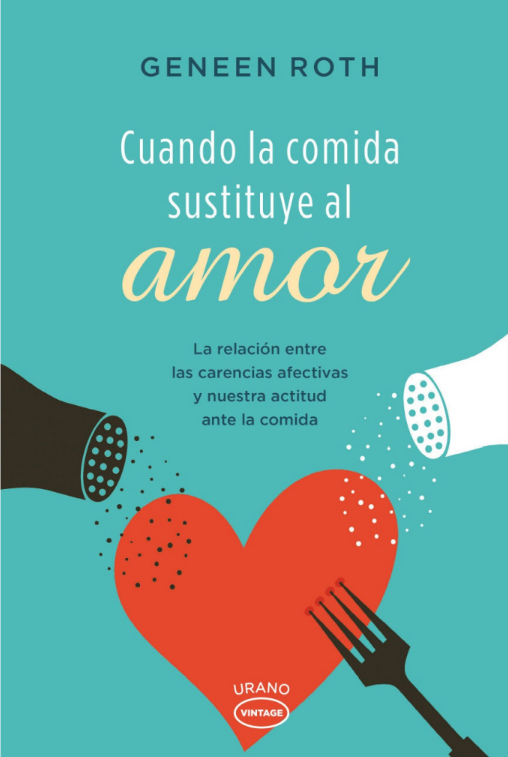 GENEEN ROTH
Cuando la comida
sustituye al
amor
La relación entre
las carencias afectivas
y nuestra actitud
ante la comida
URANO
VINTAGE